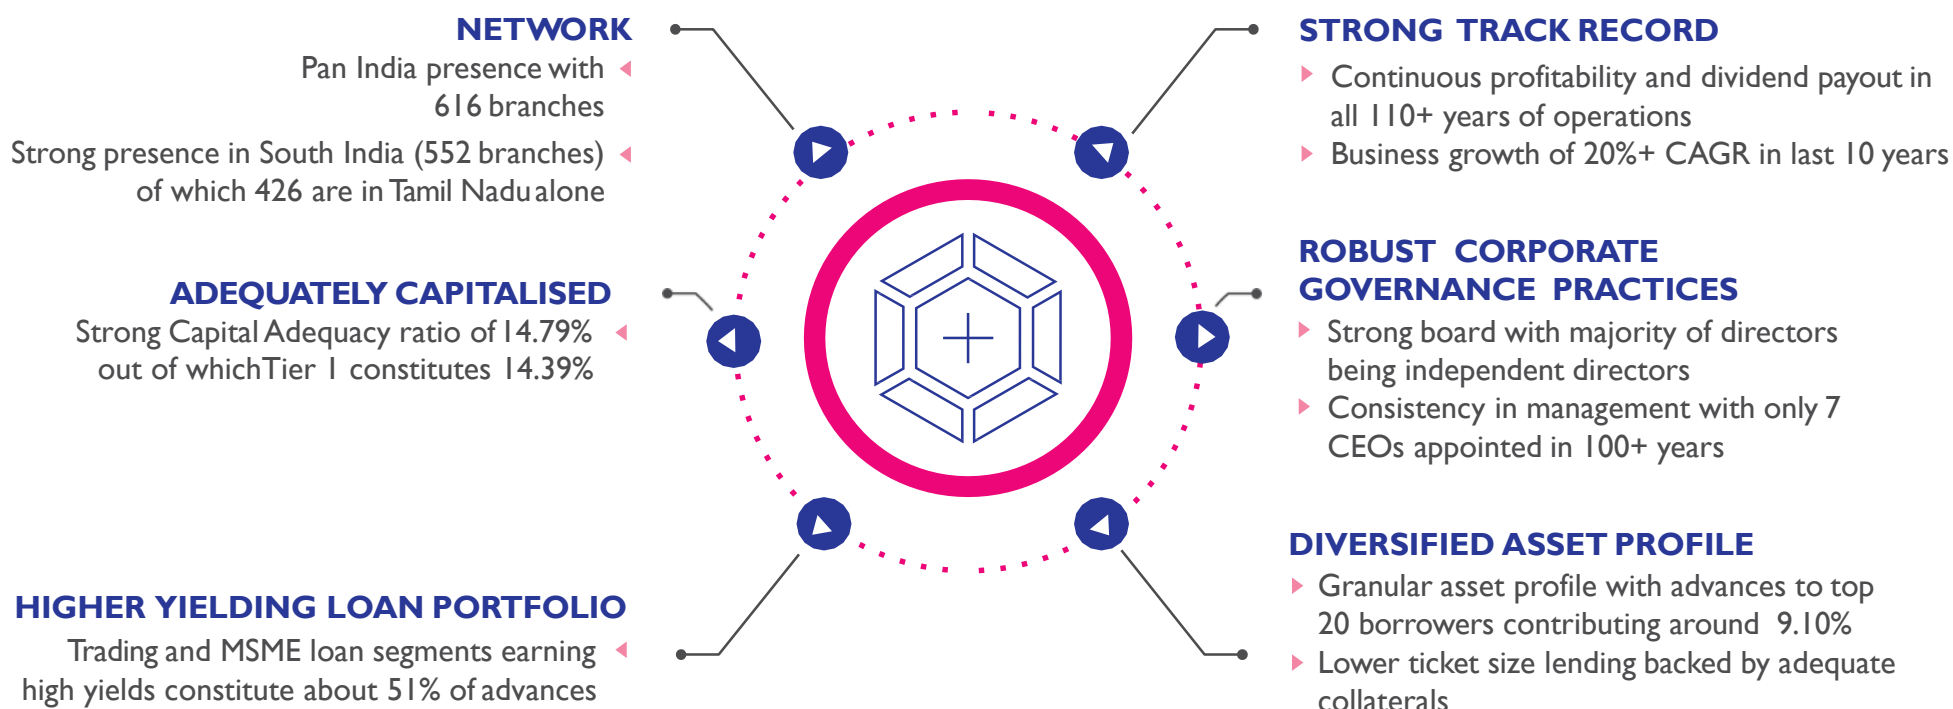 NETWORK
Pan India presence with
616 branches
Strong presence in South India (552 branches)
of which 426 are in Tamil Nadu alone
ADEQUATELY CAPITALISED
Strong Capital Adequacy ratio of 14.79%
out of which Tier 1 constitutes 14.39%
HIGHER YIELDING LOAN PORTFOLIO
Trading and MSME loan segments earning
high yields constitute about 51% of advances
STRONG TRACK RECORD
Continuous profitability and dividend payout in
all 110+ years of operations
Business growth of 20%+ CAGR in last 10 years
ROBUST CORPORATE
GOVERNANCE PRACTICES
Strong board with majority of directors
being independent directors
Consistency in management with only 7
CEOs appointed in 100+ years
DIVERSIFIED ASSET PROFILE
Granular asset profile with advances to top
20 borrowers contributing around 9.10%
Lower ticket size lending backed by adequate
collaterals